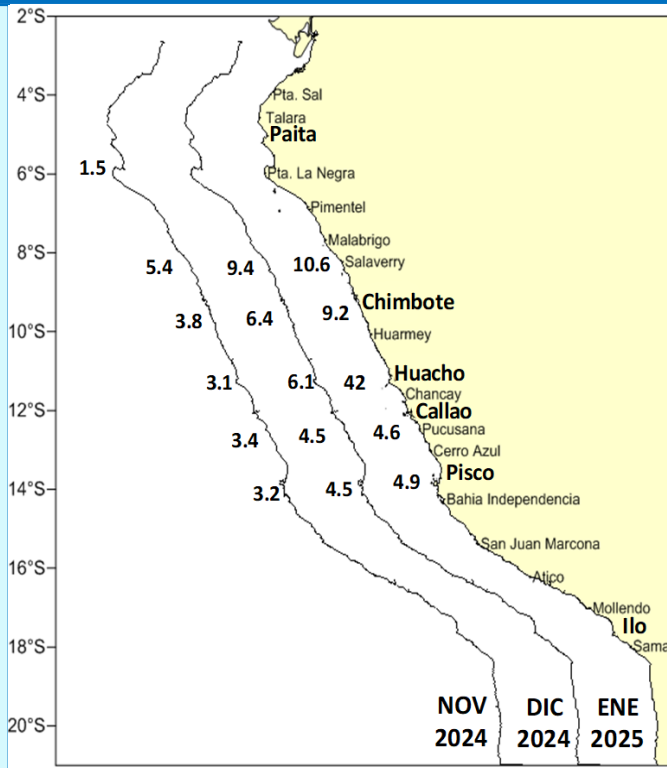 2°S
4°S
Pta. Sal
Talara
Paita
1.5
6°S
Pta. La Negra
Pimentel
Malabrigo
8°S
5.4
9.4
10.6
Salaverry
3.8
6.4
9.2
Chimbote
10°S
Huarmey
3.1
6.1
42
Huacho
Chancay
12°S
Callao
3.4
4.5
4.6
Pucusana
Cerro Azul
Pisco
3.2
4.5
4.9
14°S
Bahia Independencia
San Juan Marcona
16°S
Atico
Mollendo
Ilo
18°S
Sama
NOV
2024
DIC
2024
ENE
2025
20°S